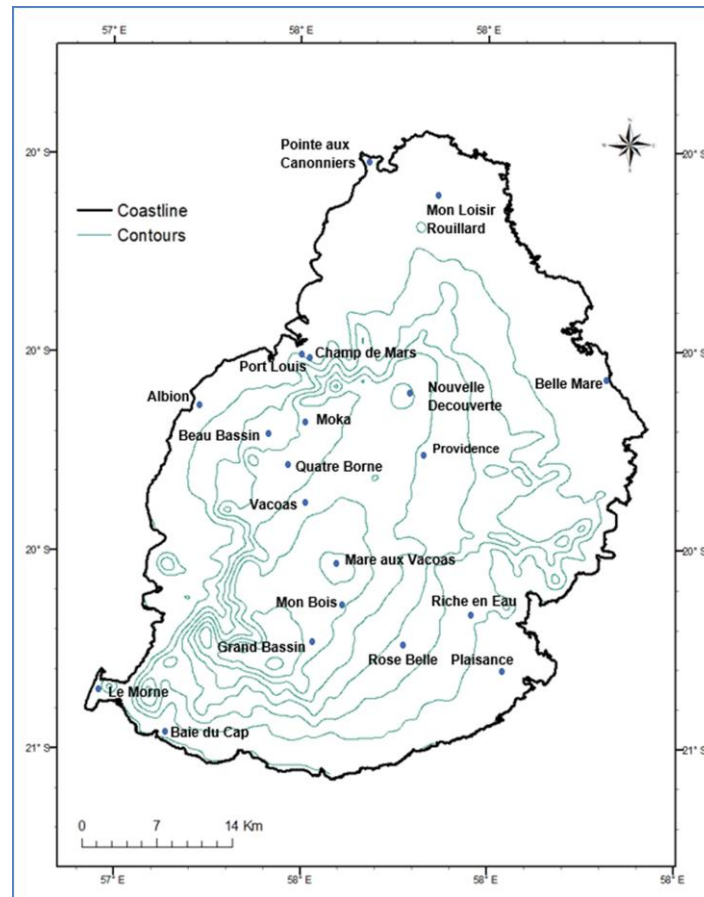 57° E
58° E
58° E
20° S
20° S
Pointe aux
Canonniers
Mon Loisir
Rouillard
Coastline
Contours
20° S
20° S
Champ de Mars
Port Louis
Albion
Nouvelle
Decouverte
Belle Mare
Beau Bassin
Moka
Providence
Quatre Borne
Vacoas
20° S
20° S
Mare aux Vacoas
Mon Bois
Riche en Eau
Grand Bassin
Rose Belle
Plaisance
Le Morne
Baie du Cap
21° S
21° S
0 7 14 Km
57° E
58° E
58° E
58° E